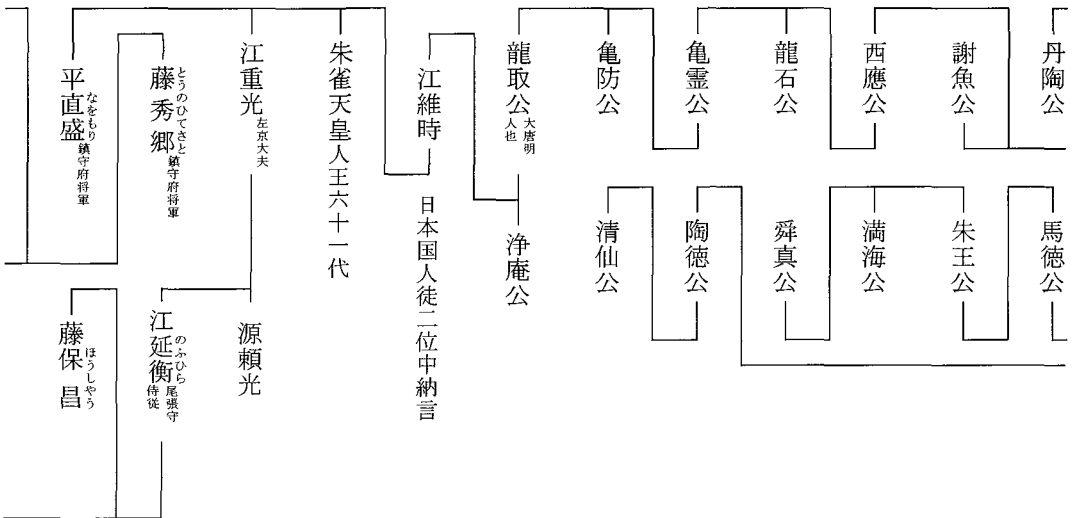 丹陶公
謝魚公
西應公
龍石公
亀霊公
亀防公
龍取公 大唐明人也
江維時 日本国人徒二位中納言
朱雀天皇人王六十一代
江重光 左京大夫
藤秀郷 とうのひてさと 鎮守府将軍
平直盛 なをもり 鎮守府将軍
馬徳公
朱王公
満海公
舜真公
陶徳公
清仙公
浄庵公
源頼光
江延衡 のふひら 尾張守 侍従
藤保昌 ほうしやう